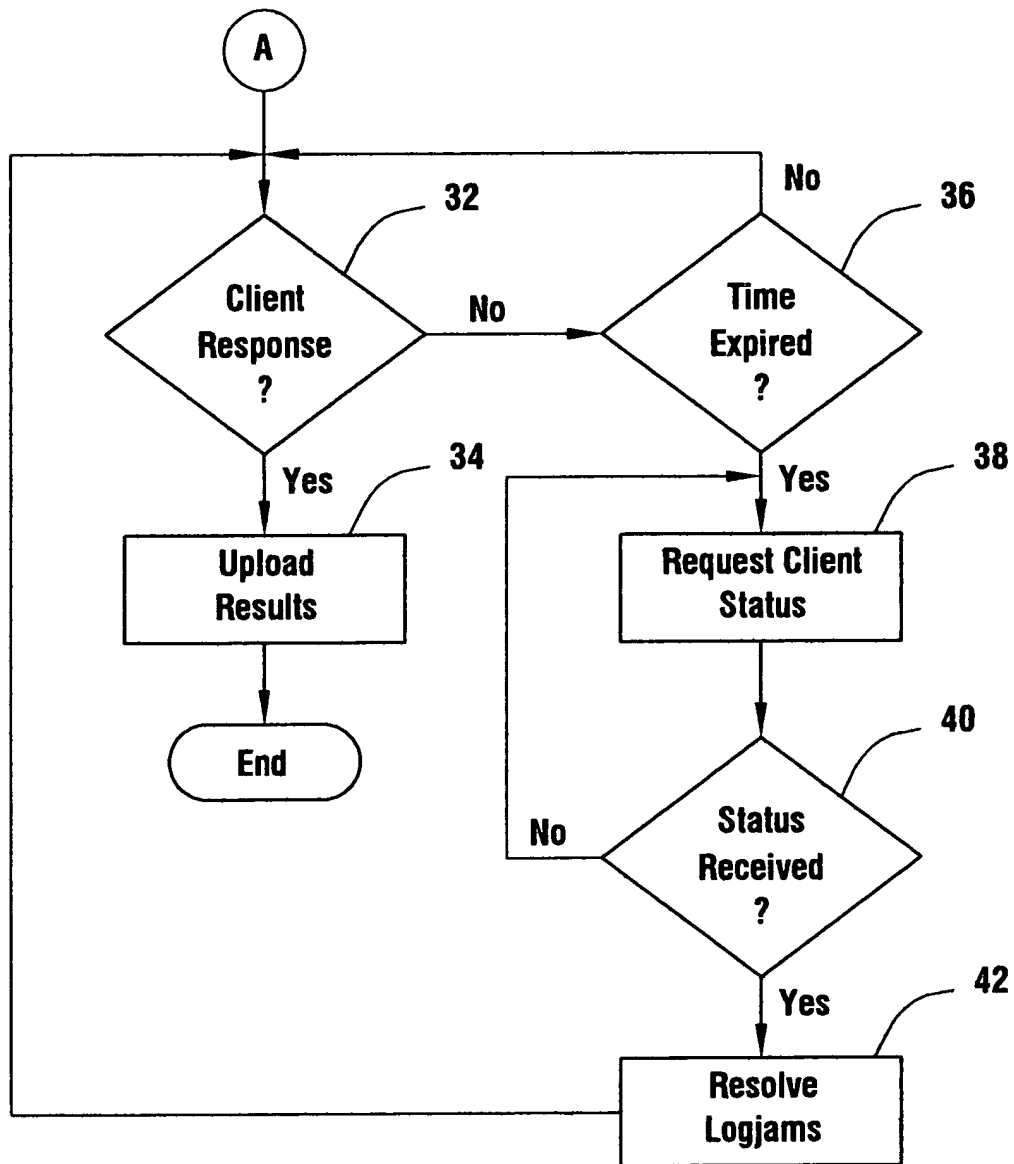 A
No
32
36
Client
Response
?
No
Time
Expired
?
Yes
34
Yes
38
Upload
Results
Request Client
Status
End
40
No
Status
Received
?
Yes
42
Resolve
Logjams